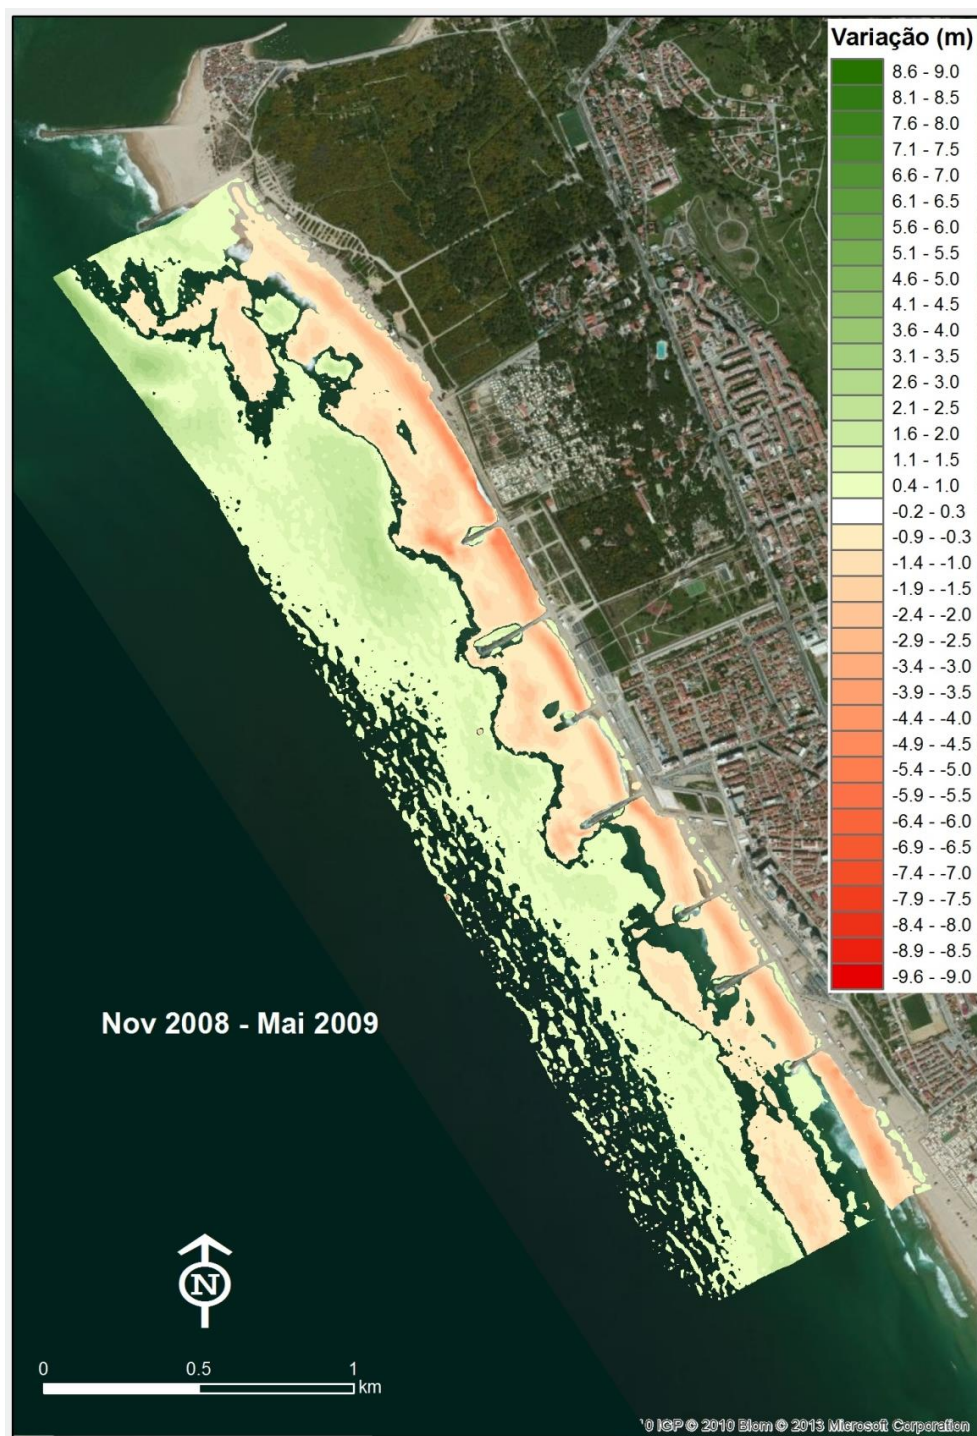 Variação (m)
8.6 - 9.0
8.1 - 8.5
7.6 - 8.0
7.1 - 7.5
6.6 - 7.0
6.1 - 6.5
5.6 - 6.0
5.1 - 5.5
4.6 - 5.0
4.1 - 4.5
3.6 - 4.0
3.1 - 3.5
2.6 - 3.0
2.1 - 2.5
1.6 - 2.0
1.1 - 1.5
0.4 - 1.0
-0.2 - 0.3
-0.9 - -0.3
-1.4 - -1.0
-1.9 - -1.5
-2.4 - -2.0
-2.9 - -2.5
-3.4 - -3.0
-3.9 - -3.5
-4.4 - -4.0
-4.9 - -4.5
-5.4 - -5.0
-5.9 - -5.5
-6.4 - -6.0
-6.9 - -6.5
-7.4 - -7.0
-7.9 - -7.5
-8.4 - -8.0
-8.9 - -8.5
-9.6 - -9.0
Nov 2008 - Mai 2009
N
0 0.5 1
km
0 IGP © 2010 Blom © 2013 Microsoft Corporation